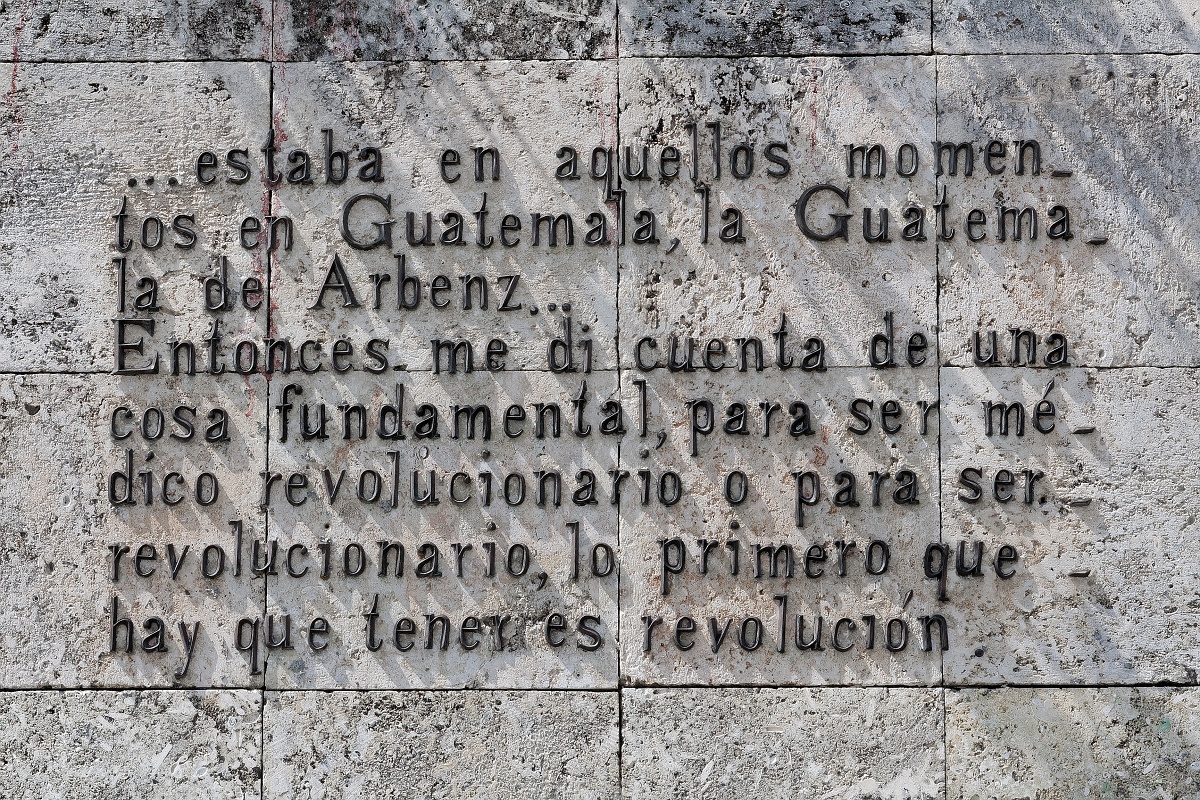 ...estaba en aquellos momen_
tos en Guatemala, la Guatema_
la de Arbenz...
Entonces me di cuenta de una
cosa fundamental, para ser mé_
dico revolucionario o para ser. _
revolucionario, lo primero que _
hay que tener es revolución